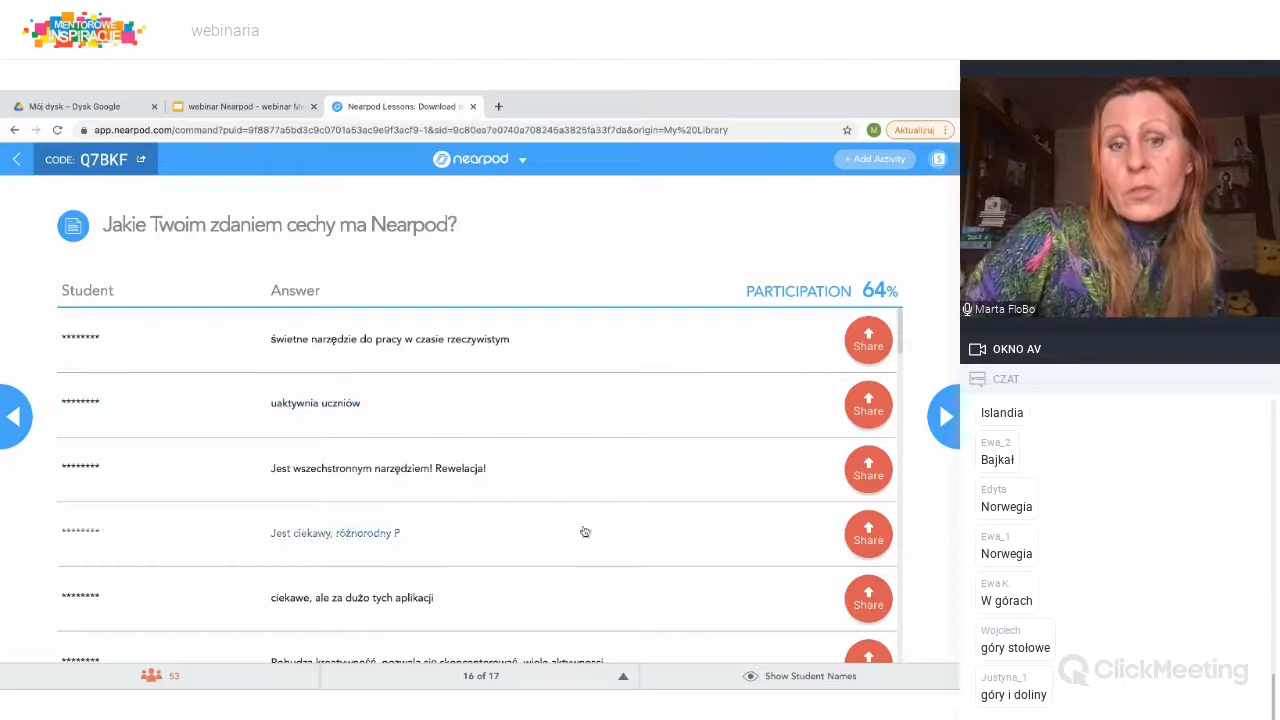 MENTOROWE
INSPIRACJE
webinaria
Mój dysk – Dysk Google
webinar Nearpod - webinar Me
Nearpod Lessons: Download n
app.nearpod.com/command?puid=9f8877a5bd3c9c0701a53ac9e9f3acf9-1&sid=9c80ea7e0740a708245a3825fa33f7da&origin=My%20Library
M
Aktualizuj
CODE: Q7BKF
nearpod
+ Add Activity
S
Jakie Twoim zdaniem cechy ma Nearpod?
Student Answer PARTICIPATION 64%
******** świetne narzędzie do pracy w czasie rzeczywistym Share
******** uaktywnia uczniów Share
******** Jest wszechstronnym narzędziem! Rewelacja! Share
******** Jest ciekawy, różnorodny P Share
******** ciekawe, ale za dużo tych aplikacji Share
******** Pobudza kreatywność, pozwala się skoncentrować, wiele aktywnosci
53
16 of 17
Show Student Names
Marta FloBo
OKNO AV
CZAT
Islandia
Ewa_2
Bajkał
Edyta
Norwegia
Ewa_1
Norwegia
Ewa K.
W górach
Wojciech
góry stołowe
Justyna_1
góry i doliny
ClickMeeting